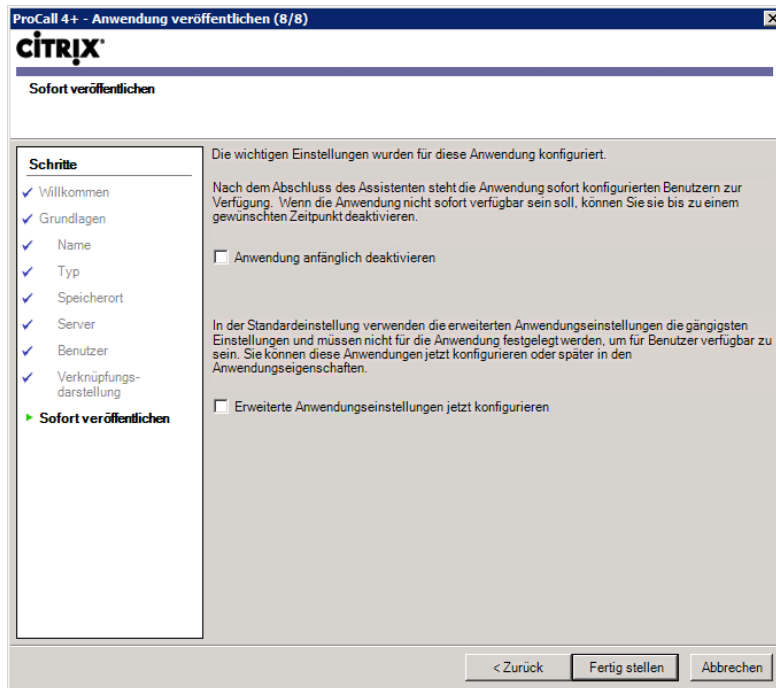 ProCall 4+ - Anwendung veröffentlichen (8/8)
CİTRIX
Sofort veröffentlichen
Schritte
Willkommen
Grundlagen
Name
Typ
Speicherort
Server
Benutzer
Verknüpfungs-
darstellung
Sofort veröffentlichen
Die wichtigen Einstellungen wurden für diese Anwendung konfiguriert.
Nach dem Abschluss des Assistenten steht die Anwendung sofort konfigurierten Benutzern zur
Verfügung. Wenn die Anwendung nicht sofort verfügbar sein soll, können Sie sie bis zu einem
gewünschten Zeitpunkt deaktivieren.
Anwendung anfänglich deaktivieren
In der Standardeinstellung verwenden die erweiterten Anwendungseinstellungen die gängigsten
Einstellungen und müssen nicht für die Anwendung festgelegt werden, um für Benutzer verfügbar zu
sein. Sie können diese Anwendungen jetzt konfigurieren oder später in den
Anwendungseigenschaften.
Erweiterte Anwendungseinstellungen jetzt konfigurieren
< Zurück
Fertig stellen
Abbrechen